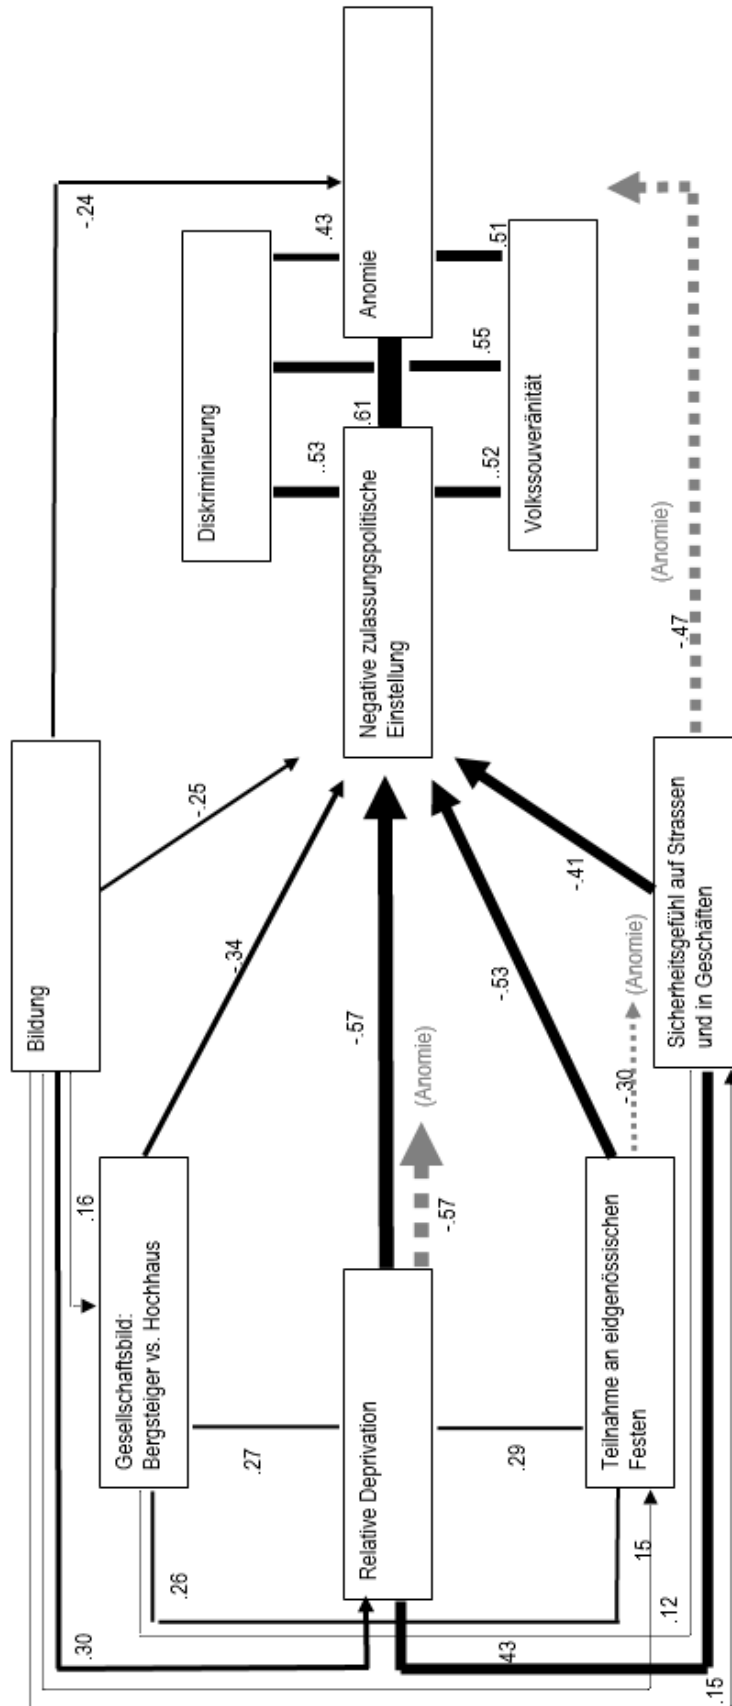 Bildung
-.24
-.25
.16
.30
Gesellschaftsbild:
Bergsteiger vs. Hochhaus
-.34
.26
.27
Diskriminierung
.43
..53
.61
Anomie
Negative zulassungspolitische
Einstellung
Relative Deprivation
-.57
-.57
(Anomie)
.51
.55
..52
Volkssouveränität
.29
-.53
Teilnahme an eidgenössischen
Festen
-.30
(Anomie)
-.41
-.47
(Anomie)
Sicherheitsgefühl auf Strassen
und in Geschäften
15
.12
43
.15